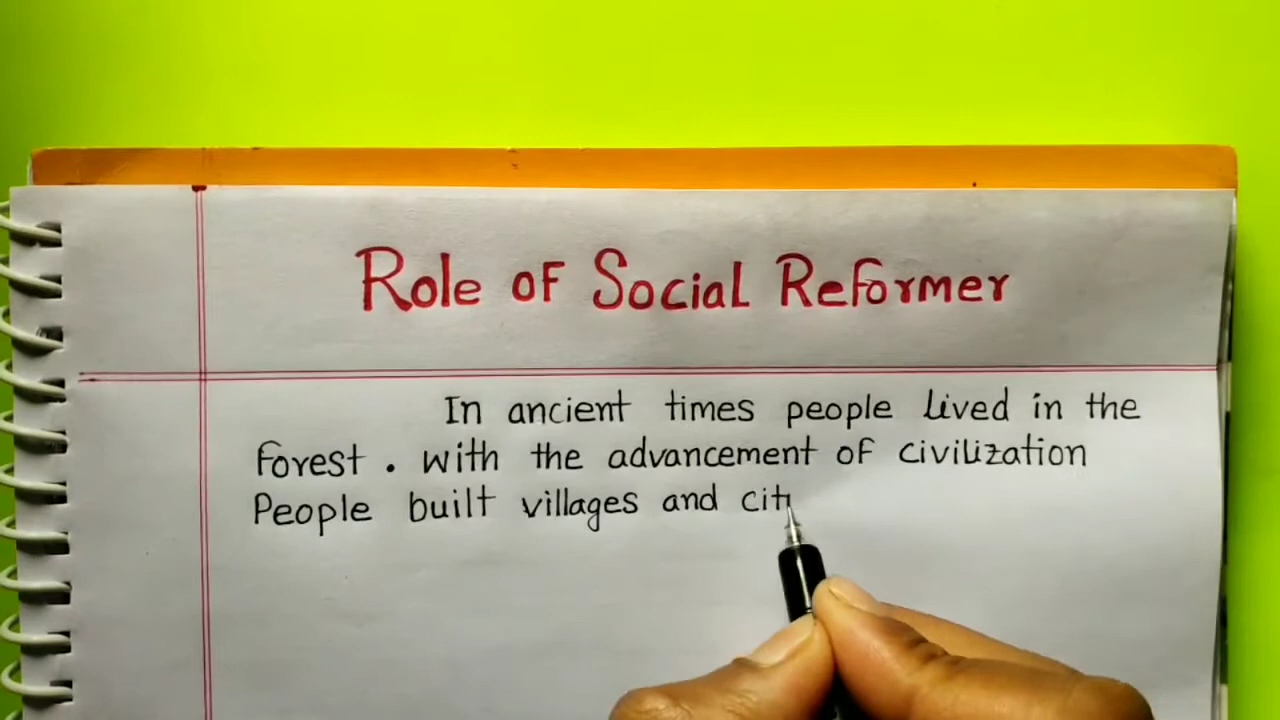 Role of Social Reformer
In ancient times people lived in the
forest . with the advancement of civilization
People built villages and citi